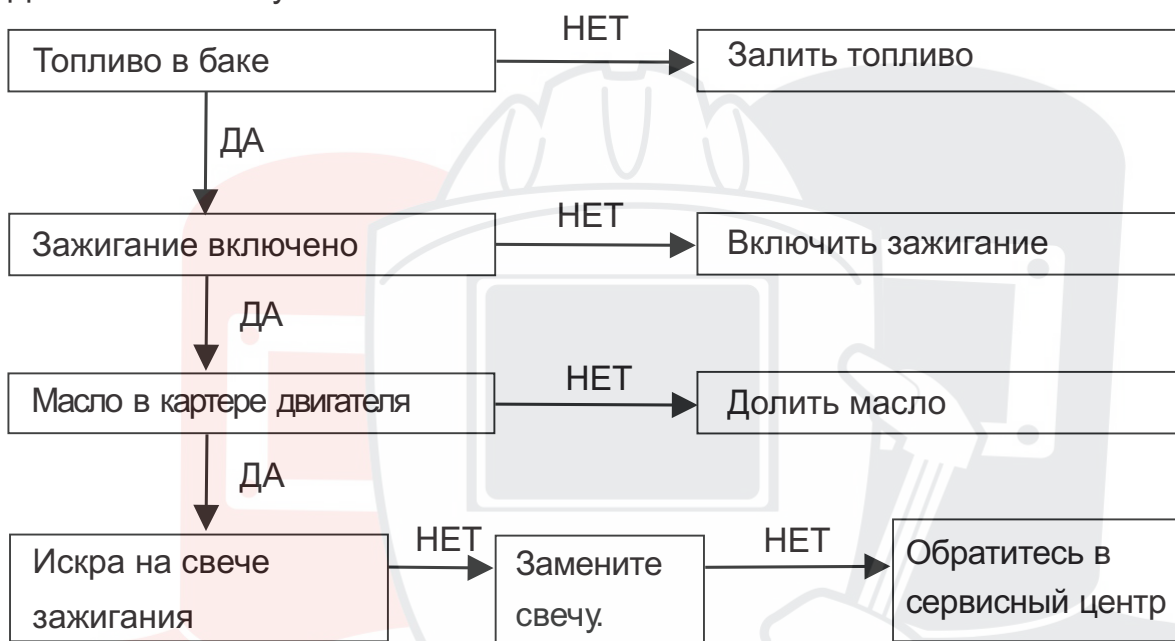 НЕТ
Топливо в баке
Залить топливо
ДА
НЕТ
Зажигание включено
Включить зажигание
ДА
НЕТ
Масло в картере двигателя
Долить масло
ДА
Искра на свече
зажигания
НЕТ
Замените
свечу.
НЕТ
Обратитесь в
сервисный центр